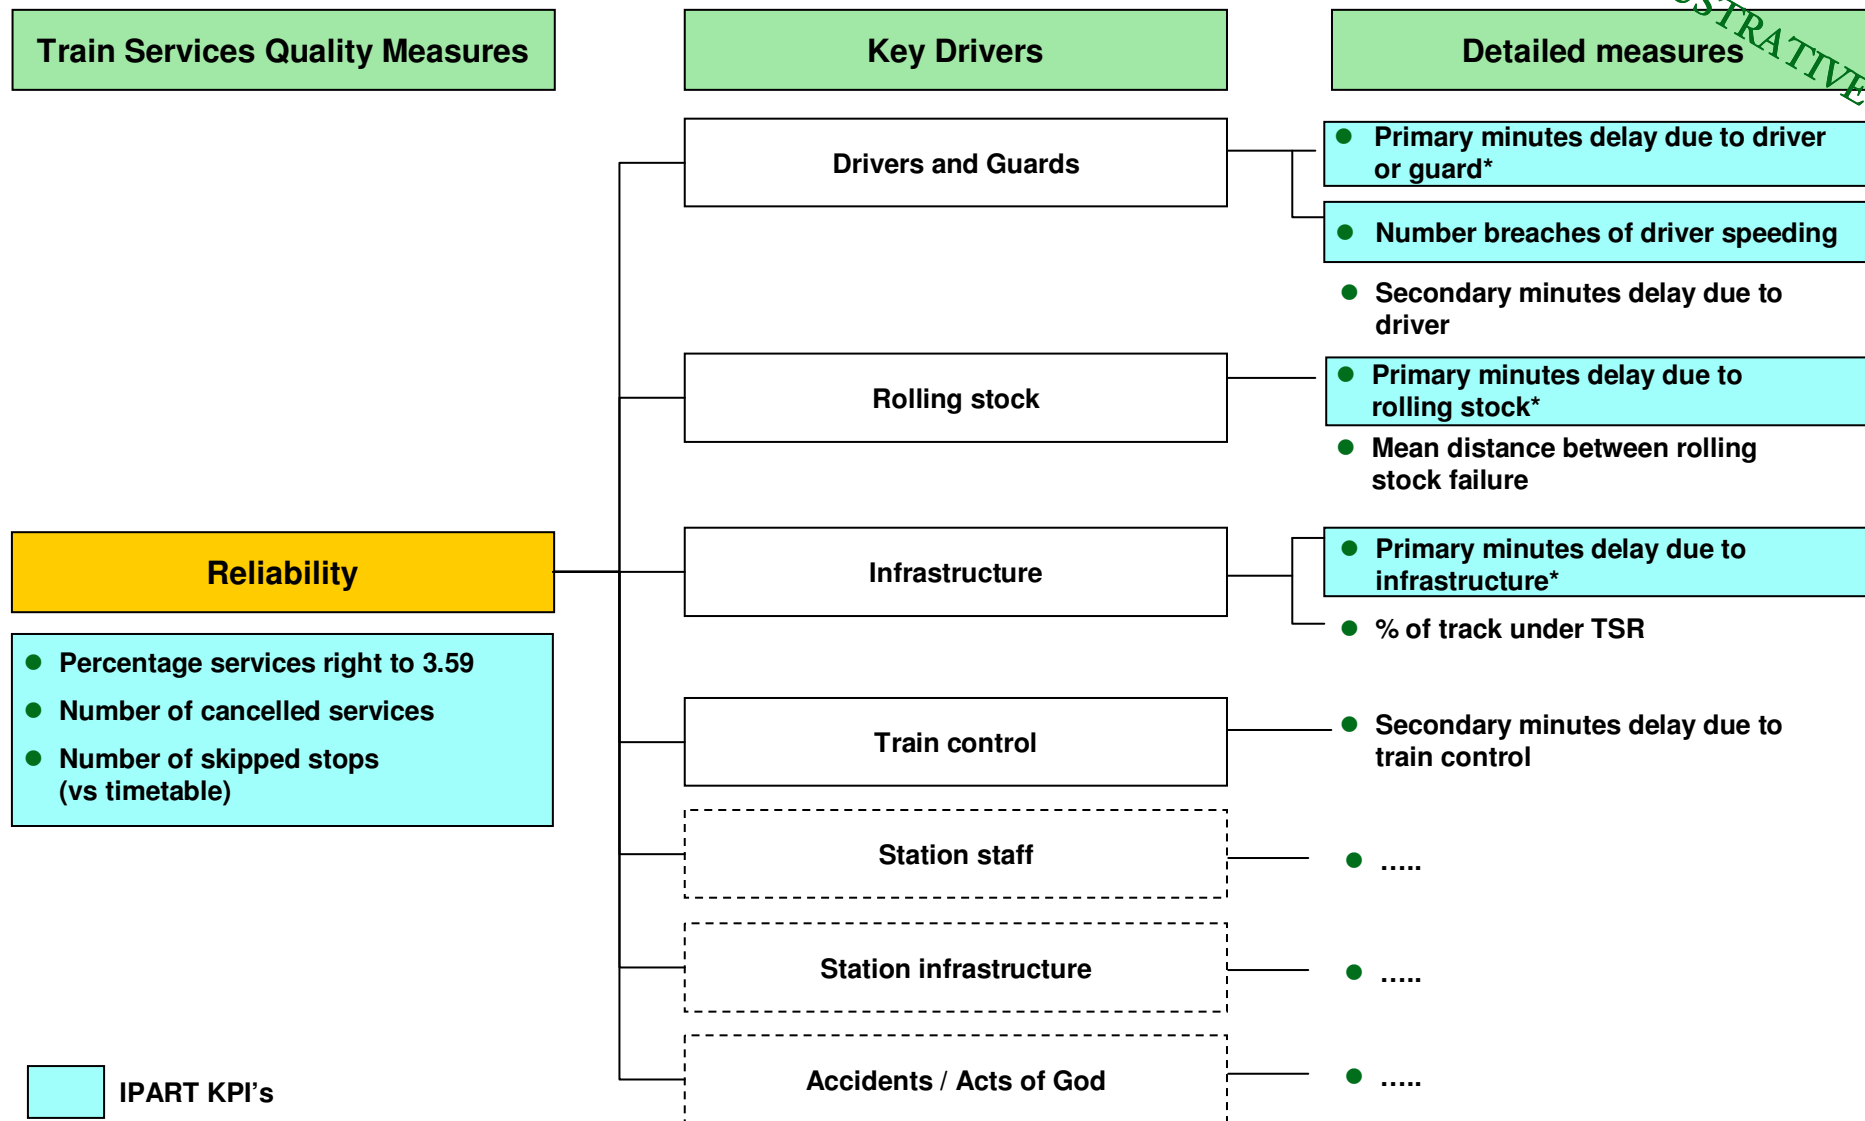 Train Services Quality Measures
Key Drivers
Detailed measures
Drivers and Guards
Primary minutes delay due to driver
or guard*
Number breaches of driver speeding
Secondary minutes delay due to
driver
Rolling stock
Primary minutes delay due to
rolling stock*
Mean distance between rolling
stock failure
Reliability
Percentage services right to 3.59
Number of cancelled services
Number of skipped stops
(vs timetable)
Infrastructure
Primary minutes delay due to
infrastructure*
% of track under TSR
Train control
Secondary minutes delay due to
train control
Station staff
.....
Station infrastructure
.....
Accidents / Acts of God
.....
IPART KPI's